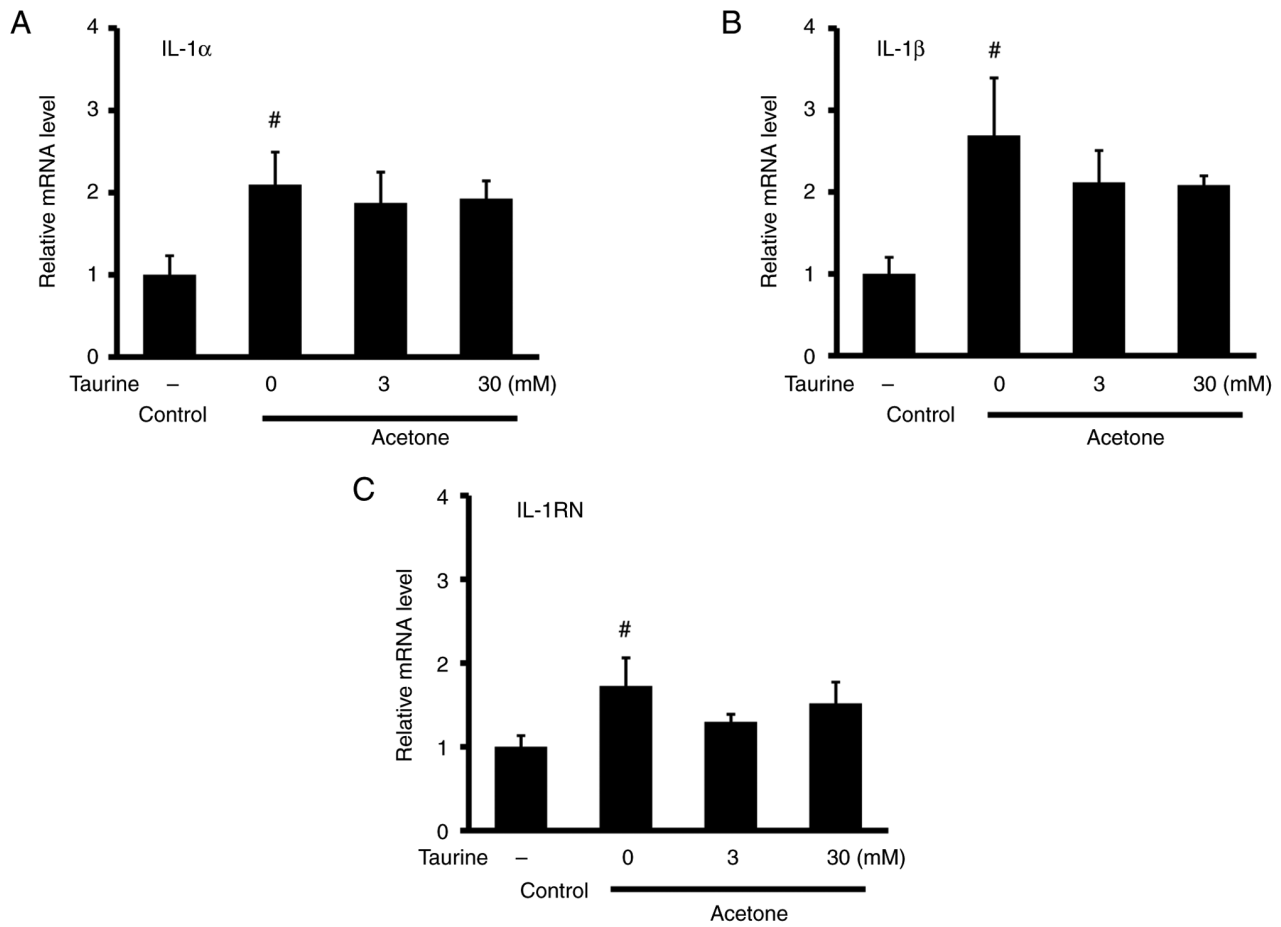 A
IL-1α
#
Relative mRNA level
4
3
2
1
0
Taurine – 0 3 30 (mM)
Control
Acetone
B
IL-1β
#
Relative mRNA level
4
3
2
1
0
Taurine – 0 3 30 (mM)
Control
Acetone
C
IL-1RN
#
Relative mRNA level
4
3
2
1
0
Taurine – 0 3 30 (mM)
Control
Acetone